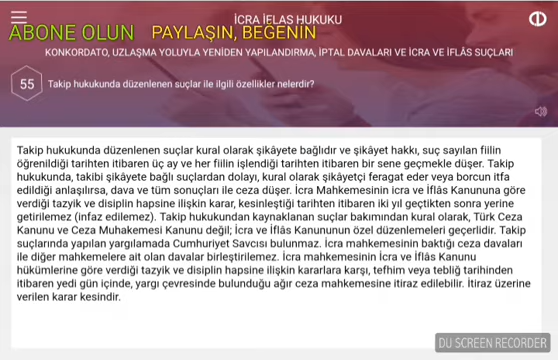 İCRA İFLAS HUKUKU
ABONE OLUN PAYLAŞIN, BEĞENİN
KONKORDATO, UZLAŞMA YOLUYLA YENİDEN YAPILANDIRMA, İPTAL DAVALARI VE İCRA VE İFLÂS SUÇLARI
55 Takip hukukunda düzenlenen suçlar ile ilgili özellikler nelerdir?
Takip hukukunda düzenlenen suçlar kural olarak şikâyete bağlıdır ve şikâyet hakkı, suç sayılan fiilin
öğrenildiği tarihten itibaren üç ay ve her fiilin işlendiği tarihten itibaren bir sene geçmekle düşer. Takip
hukukunda, takibi şikâyete bağlı suçlardan dolayı, kural olarak şikâyetçi feragat eder veya borcun itfa
edildiği anlaşılırsa, dava ve tüm sonuçları ile ceza düşer. İcra Mahkemesinin icra ve İflâs Kanununa göre
verdiği tazyik ve disiplin hapsine ilişkin karar, kesinleştiği tarihten itibaren iki yıl geçtikten sonra yerine
getirilemez (infaz edilemez). Takip hukukundan kaynaklanan suçlar bakımından kural olarak, Türk Ceza
Kanunu ve Ceza Muhakemesi Kanunu değil; İcra ve İflâs Kanununun özel düzenlemeleri geçerlidir. Takip
suçlarında yapılan yargılamada Cumhuriyet Savcısı bulunmaz. İcra mahkemesinin baktığı ceza davaları
ile diğer mahkemelere ait olan davalar birleştirilemez. İcra mahkemesinin İcra ve İflâs Kanunu
hükümlerine göre verdiği tazyik ve disiplin hapsine ilişkin kararlara karşı, tefhim veya tebliğ tarihinden
itibaren yedi gün içinde, yargı çevresinde bulunduğu ağır ceza mahkemesine itiraz edilebilir. İtiraz üzerine
verilen karar kesindir.
DU SCREEN RECORDER